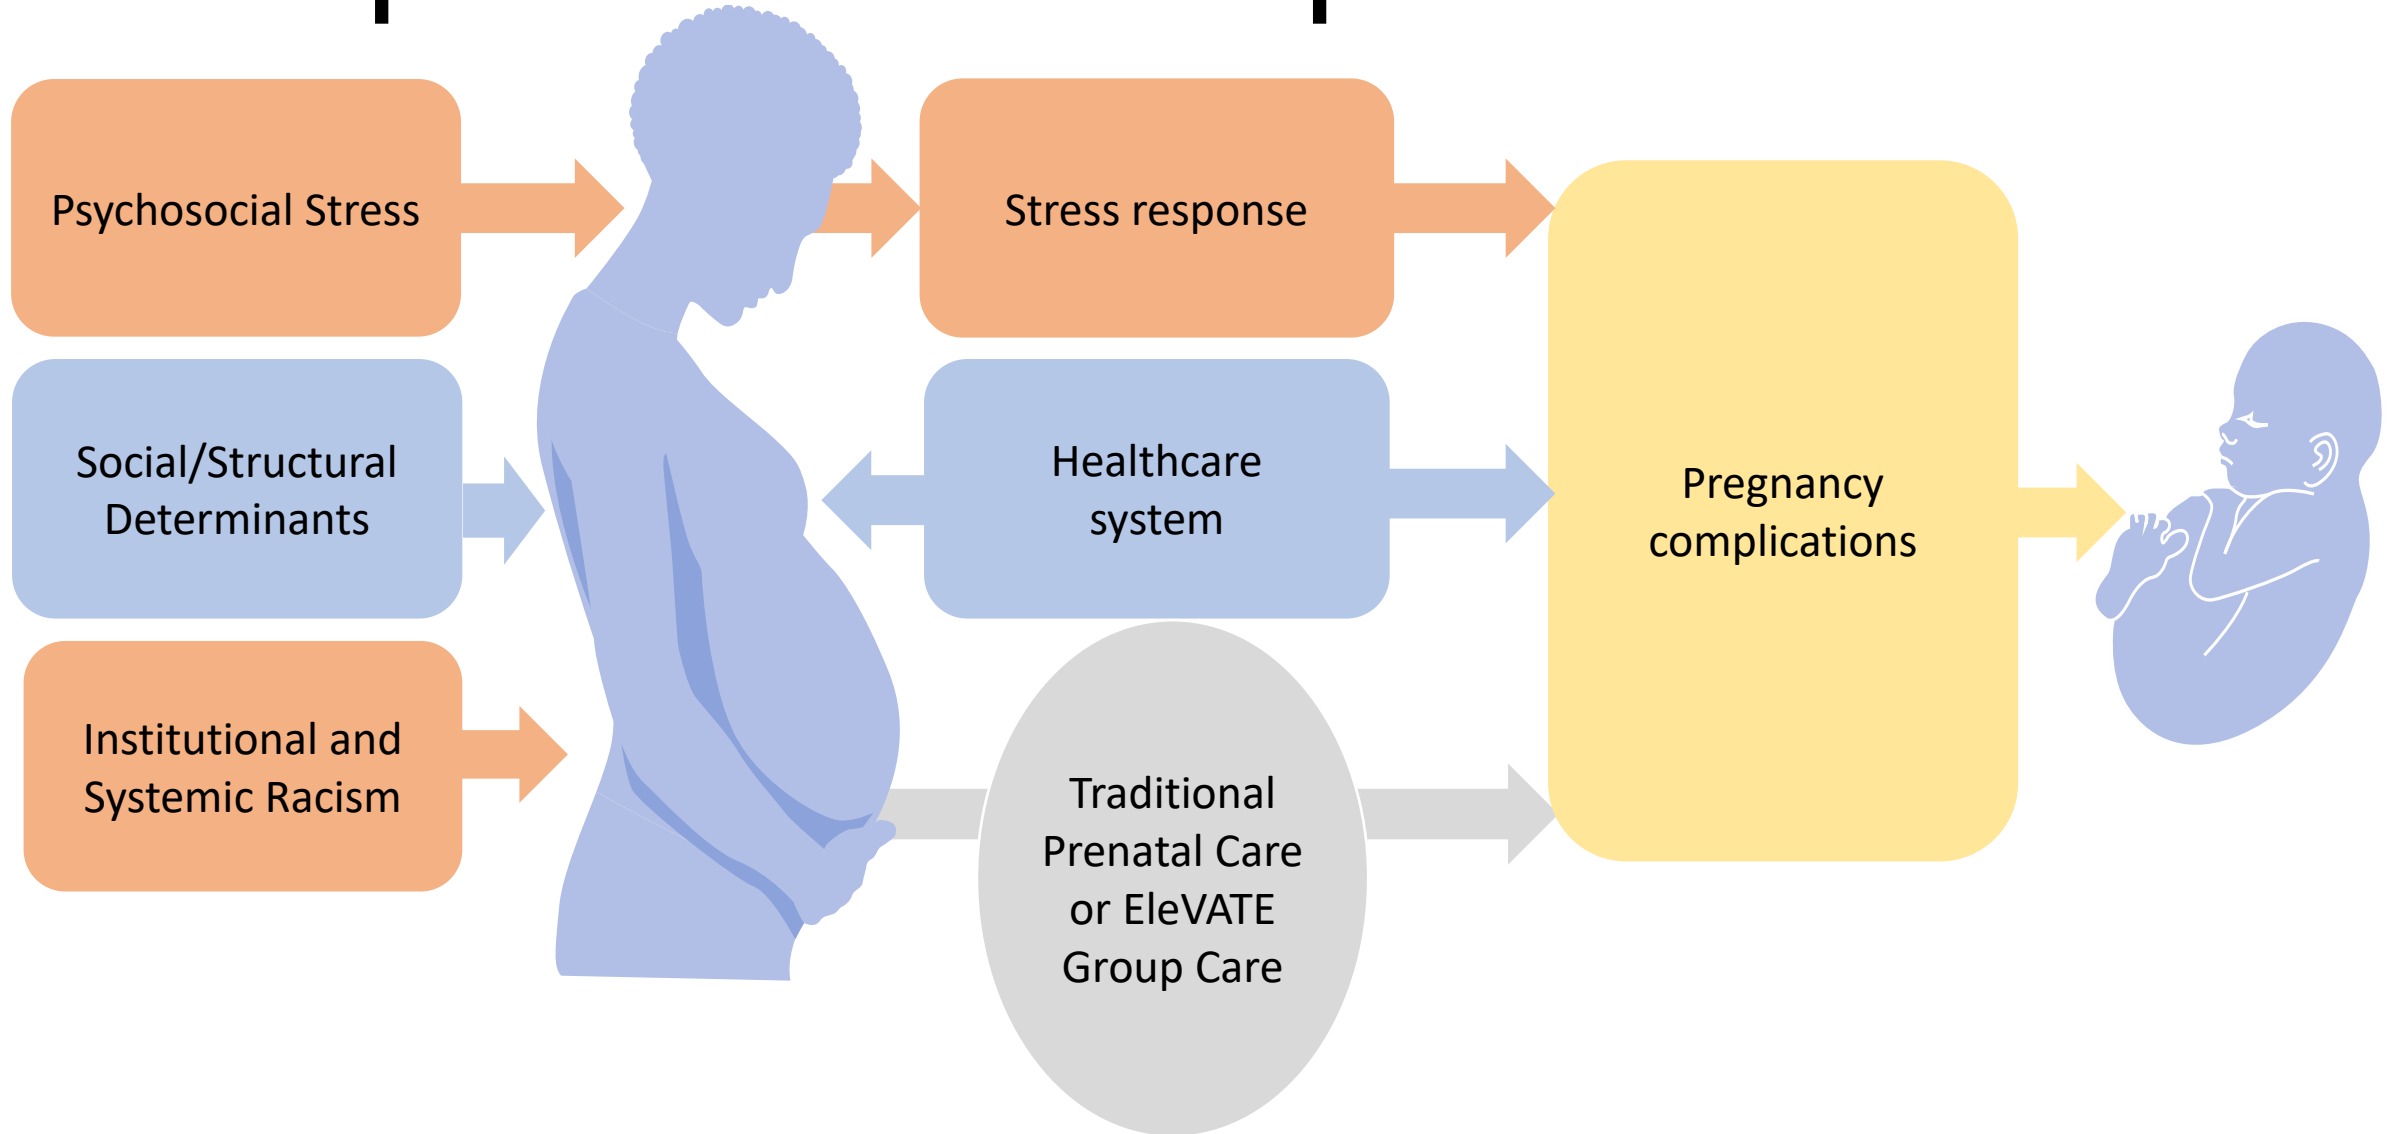 Psychosocial Stress
Stress response
Social/Structural
Determinants
Healthcare
system
Pregnancy
complications
Institutional and
Systemic Racism
Traditional
Prenatal Care
or EleVATE
Group Care